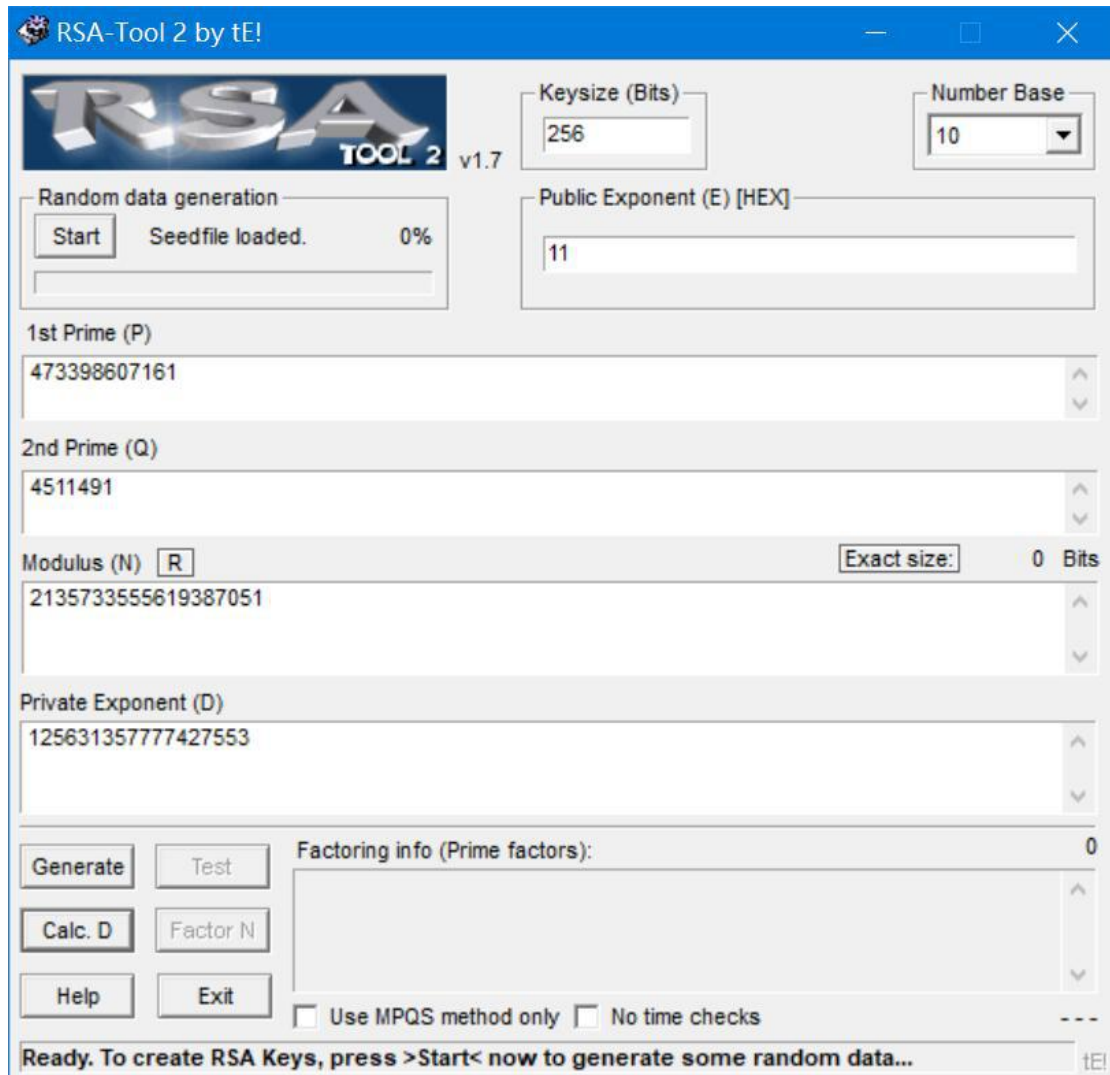 RSA-Tool 2 by tE!
RSA
TOOL 2
v1.7
Keysize (Bits)
256
Number Base
10
Random data generation
Start Seedfile loaded. 0%
Public Exponent (E) [HEX]
11
1st Prime (P)
473398607161
2nd Prime (Q)
4511491
Modulus (N) R
Exact size: 0 Bits
2135733555619387051
Private Exponent (D)
125631357777427553
Generate Test
Factoring info (Prime factors): 0
Calc. D Factor N
Help Exit
Use MPQS method only No time checks ---
Ready. To create RSA Keys, press >Start< now to generate some random data... tE!